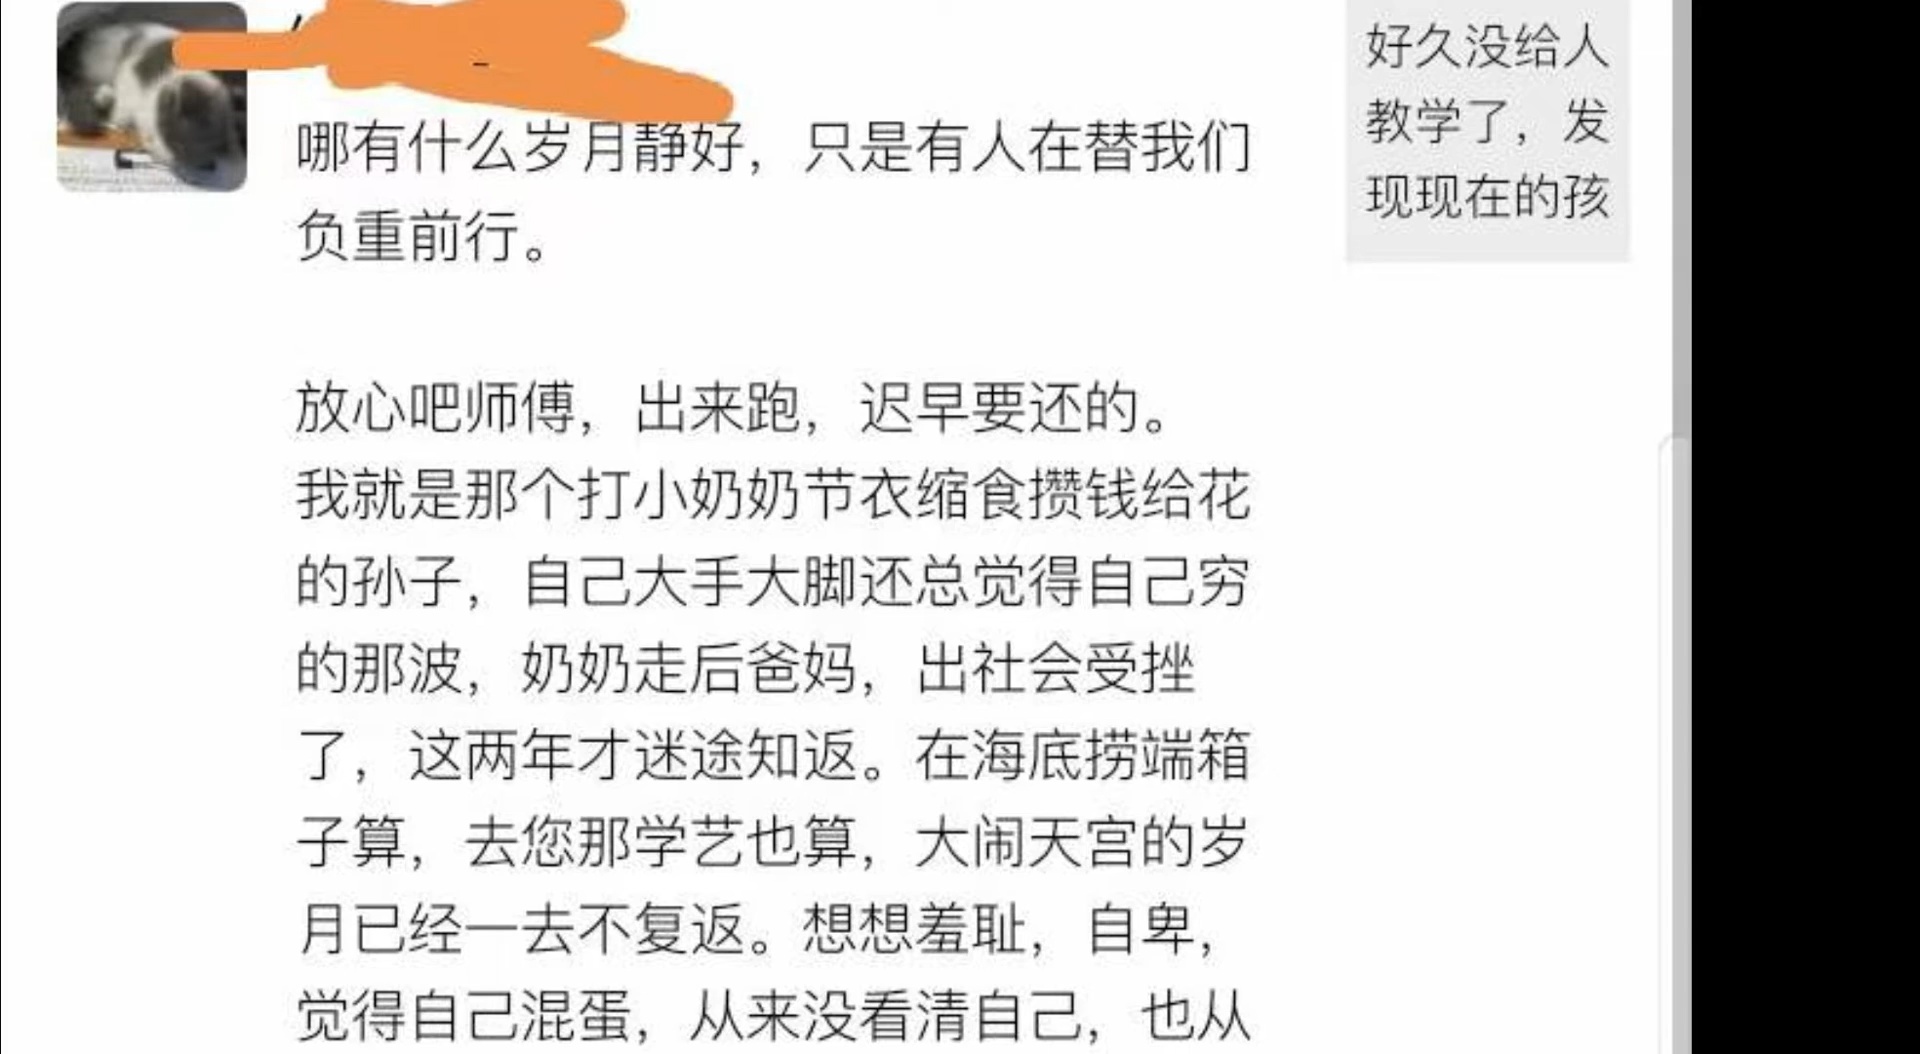 哪有什么岁月静好，只是有人在替我们
负重前行。
放心吧师傅，出来跑，迟早要还的。
我就是那个打小奶奶节衣缩食攒钱给花
的孙子，自己大手大脚还总觉得自己穷
的那波，奶奶走后爸妈，出社会受挫
了，这两年才迷途知返。在海底捞端箱
子算，去您那学艺也算，大闹天宫的岁
月已经一去不复返。想想羞耻，自卑，
觉得自己混蛋，从来没看清自己，也从
好久没给人
教学了，发
现现在的孩